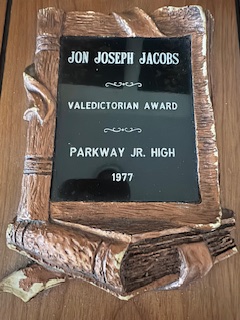 JON JOSEPH JACOBS
VALEDICTORIAN AWARD
PARKWAY JR. HIGH
1977